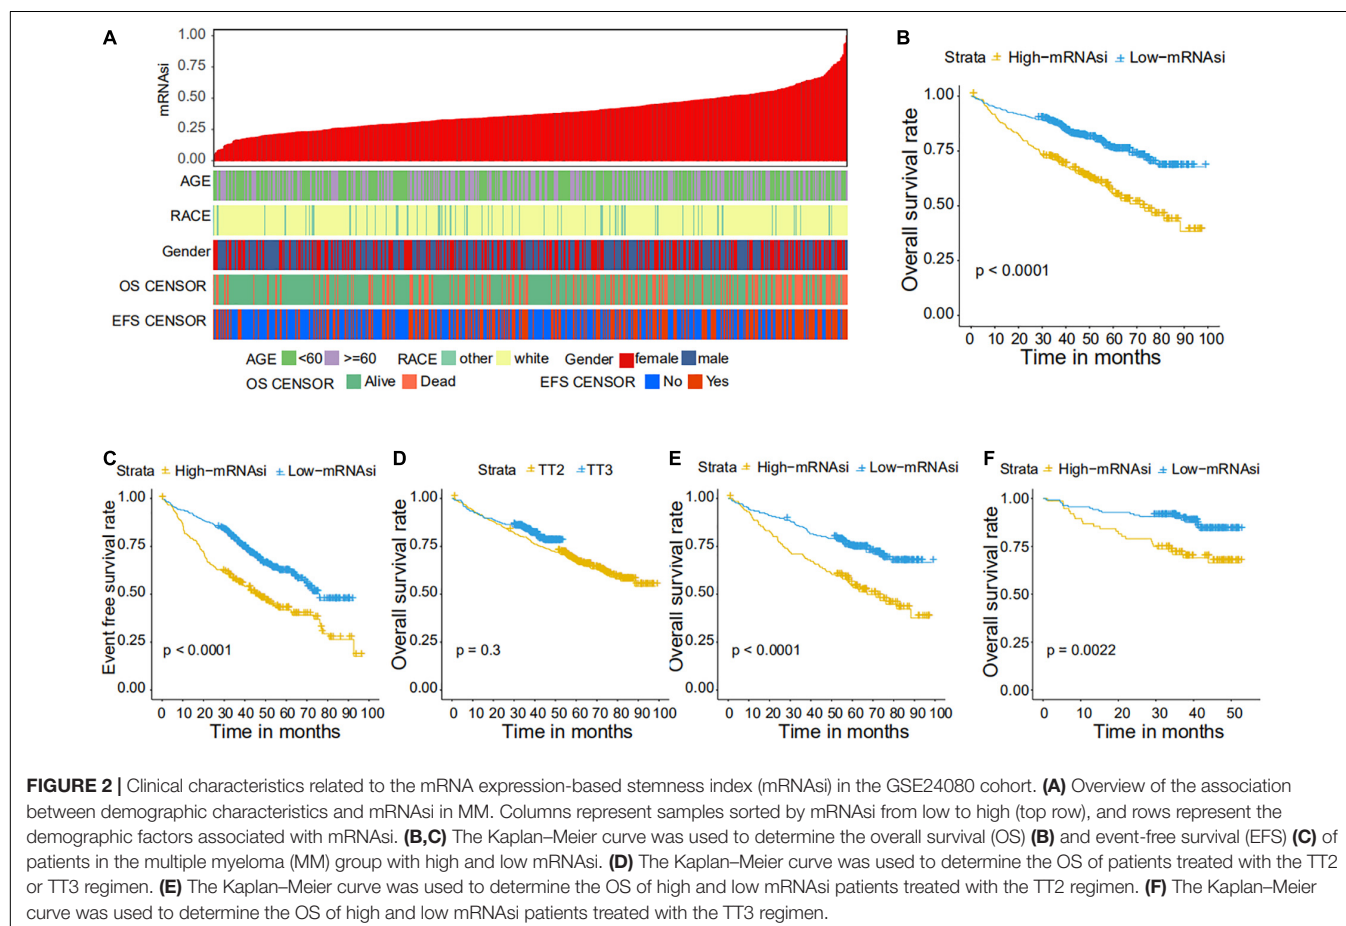 A
1.00
0.75
0.50
0.25
0.00
mRNAsi
AGE
RACE
Gender
OS CENSOR
EFS CENSOR
AGE <60 >=60 RACE other white Gender female male
OS CENSOR Alive Dead EFS CENSOR No Yes
B
Strata High−mRNAsi Low−mRNAsi
1.00
0.75
0.50
0.25
0.00
Overall survival rate
p < 0.0001
0 10 20 30 40 50 60 70 80 90 100
Time in months
C
Strata High−mRNAsi Low−mRNAsi
1.00
0.75
0.50
0.25
0.00
Event free survival rate
p < 0.0001
0 10 20 30 40 50 60 70 80 90 100
Time in months
D
Strata TT2 TT3
1.00
0.75
0.50
0.25
0.00
Overall survival rate
p = 0.3
0 10 20 30 40 50 60 70 80 90 100
Time in months
E
Strata High−mRNAsi Low−mRNAsi
1.00
0.75
0.50
0.25
0.00
Overall survival rate
p < 0.0001
0 10 20 30 40 50 60 70 80 90 100
Time in months
F
Strata High−mRNAsi Low−mRNAsi
1.00
0.75
0.50
0.25
0.00
Overall survival rate
p = 0.0022
0 10 20 30 40 50
Time in months
FIGURE 2 | Clinical characteristics related to the mRNA expression-based stemness index (mRNAsi) in the GSE24080 cohort. (A) Overview of the association
between demographic characteristics and mRNAsi in MM. Columns represent samples sorted by mRNAsi from low to high (top row), and rows represent the
demographic factors associated with mRNAsi. (B,C) The Kaplan–Meier curve was used to determine the overall survival (OS) (B) and event-free survival (EFS) (C) of
patients in the multiple myeloma (MM) group with high and low mRNAsi. (D) The Kaplan–Meier curve was used to determine the OS of patients treated with the TT2
or TT3 regimen. (E) The Kaplan–Meier curve was used to determine the OS of high and low mRNAsi patients treated with the TT2 regimen. (F) The Kaplan–Meier
curve was used to determine the OS of high and low mRNAsi patients treated with the TT3 regimen.